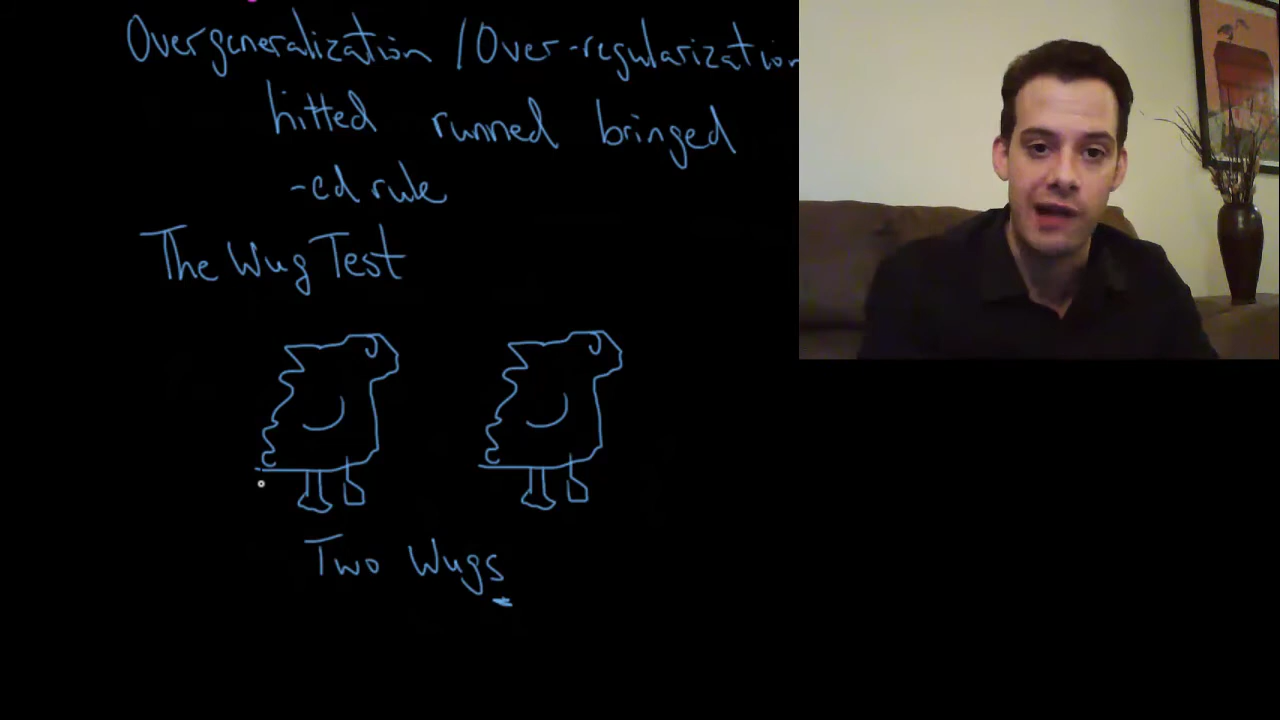 Overgeneralization / Over-regularization
hitted runned bringed
-ed rule
The Wug Test
Two Wugs